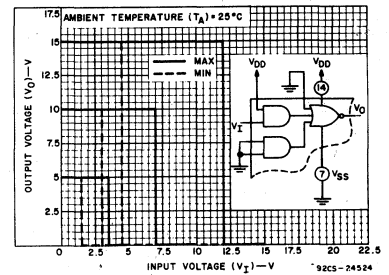 17.5
AMBIENT TEMPERATURE (TA)=25°C
15
12.5
10
7.5
5
2.5
0
OUTPUT VOLTAGE (VO)—V
MAX
MIN
VDD
VDD
14
VI
VO
7
VSS
0 2.5 5 7.5 10 12.5 15 17.5 20 22.5
INPUT VOLTAGE (VI)—V
92CS-24524